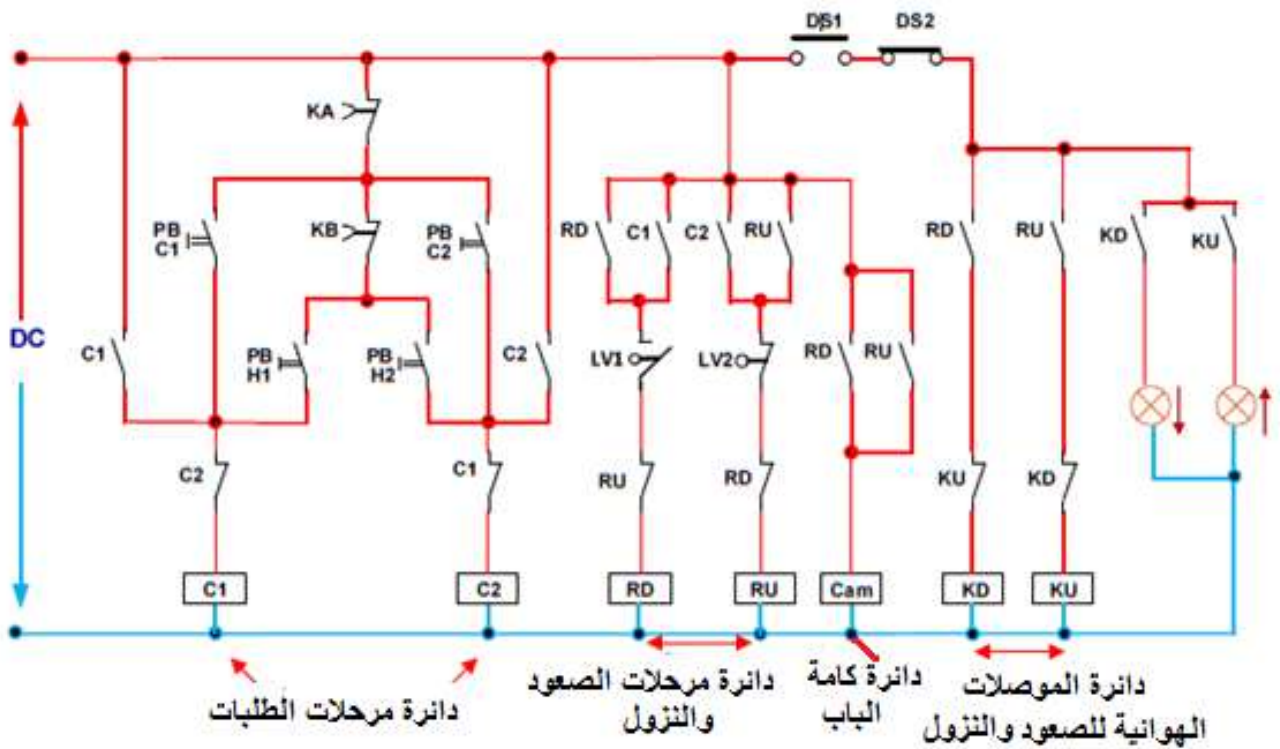 DS1 DS2
KA
PB C1
KB
PB C2
RD C1 C2 RU
RD RU KD KU
DC
C1
PB H1
PB H2
C2
LV1 LV2
RD RU
C2 C1
RU RD
KU KD
C1 C2 RD RU Cam KD KU
دائرة مرحلات الطلبات
دائرة مرحلات الصعود
والنزول
دائرة كامة
الباب
دائرة الموصلات
الهوائية للصعود والنزول